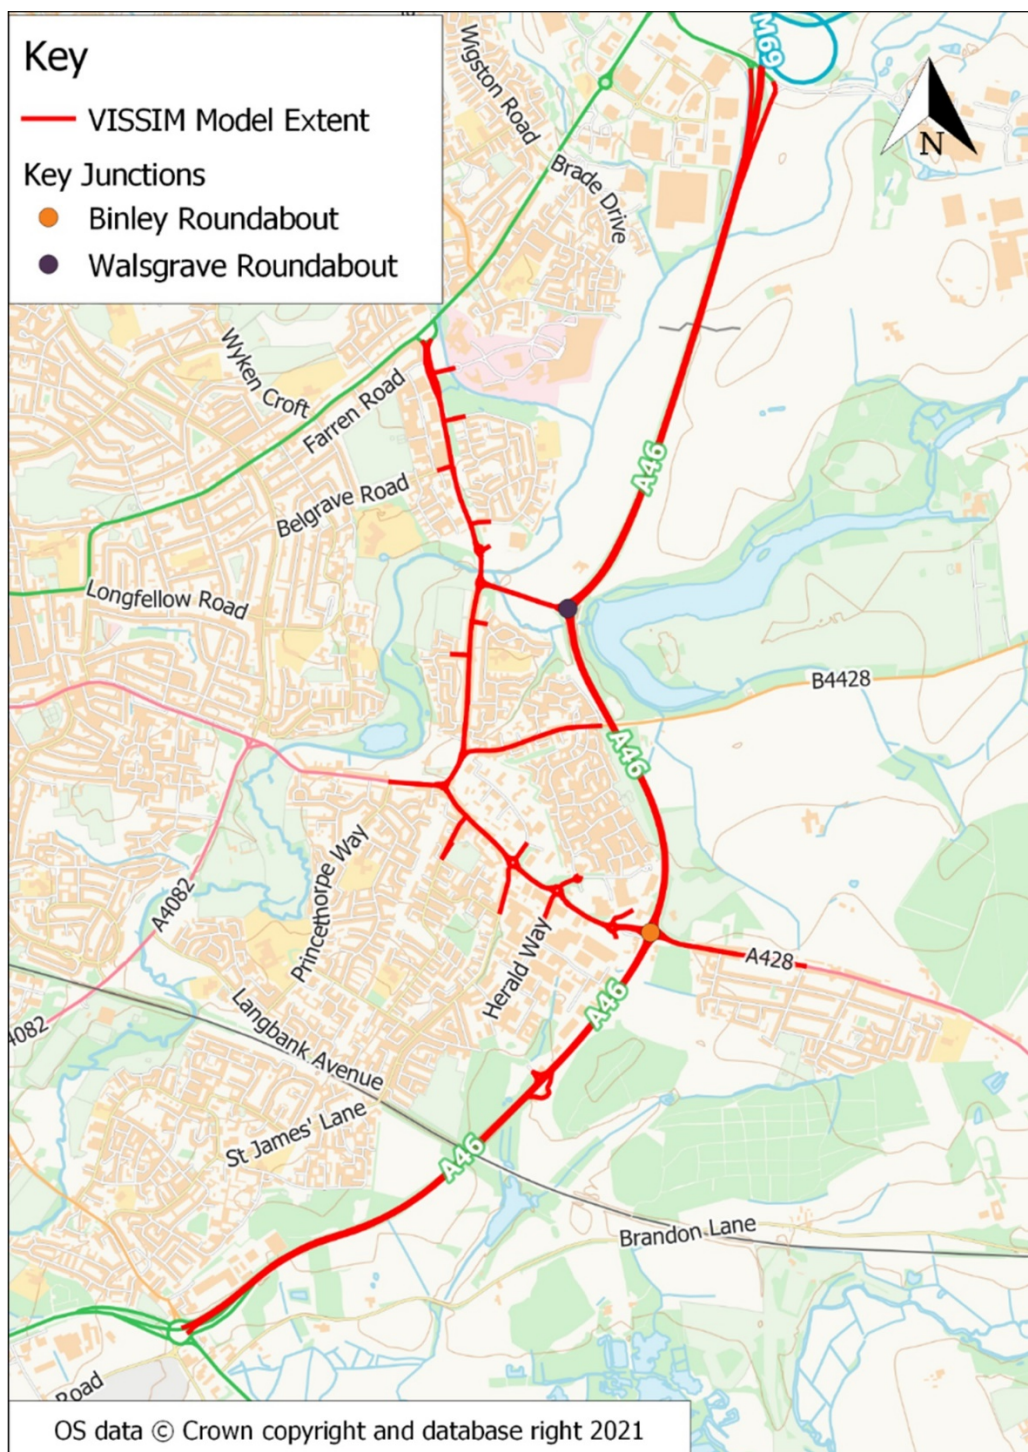 Key
VISSIM Model Extent
Key Junctions
Binley Roundabout
Walsgrave Roundabout
Wigston Road
M69
N
Brade Drive
Wyken Croft
Farren Road
A46
Belgrave Road
Longfellow Road
B4428
A46
Princethorpe Way
A4082
A428
Herald Way
A46
Langbank Avenue
4082
St James' Lane
A46
Brandon Lane
Road
OS data © Crown copyright and database right 2021